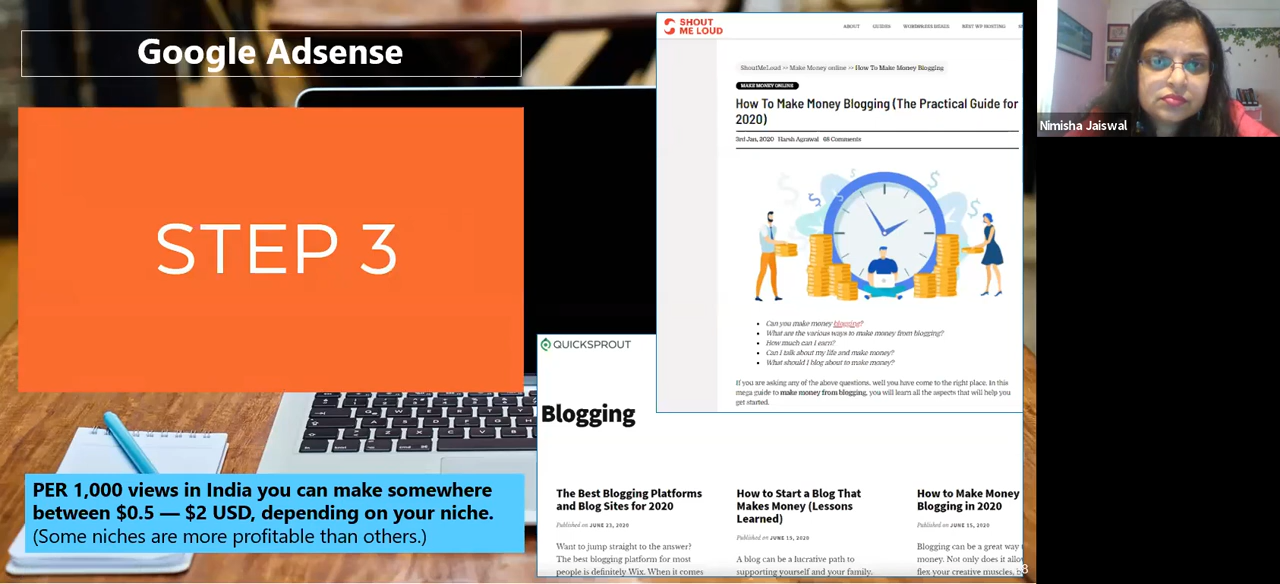 Google Adsense
STEP 3
PER 1,000 views in India you can make somewhere
between $0.5 — $2 USD, depending on your niche.
(Some niches are more profitable than others.)
SHOUT
ME LOUD
ABOUT GUIDES WORDPRESS DEALS BEST WP HOSTING
ShoutMeLoud >> Make Money online >> How To Make Money Blogging
MAKE MONEY ONLINE
How To Make Money Blogging (The Practical Guide for
2020)
3rd Jan, 2020 Harsh Agrawal 68 Comments
Can you make money blogging?
What are the various ways to make money from blogging?
How much can I earn?
Can I talk about my life and make money?
What should I blog about to make money?
If you are asking any of the above questions, well you have come to the right place. In this
mega guide to make money from blogging, you will learn all the aspects that will help you
get started.
QUICKSPROUT
Blogging
The Best Blogging Platforms
and Blog Sites for 2020
Published on JUNE 23, 2020
Want to jump straight to the answer?
The best blogging platform for most
people is definitely Wix. When it comes
How to Start a Blog That
Makes Money (Lessons
Learned)
Published on JUNE 15, 2020
A blog can be a lucrative path to
supporting yourself and your family.
How to Make Money
Blogging in 2020
Published on JUNE 15, 2020
Blogging can be a great way
money. Not only does it allo
flex your creative muscles, b
8
Nimisha Jaiswal